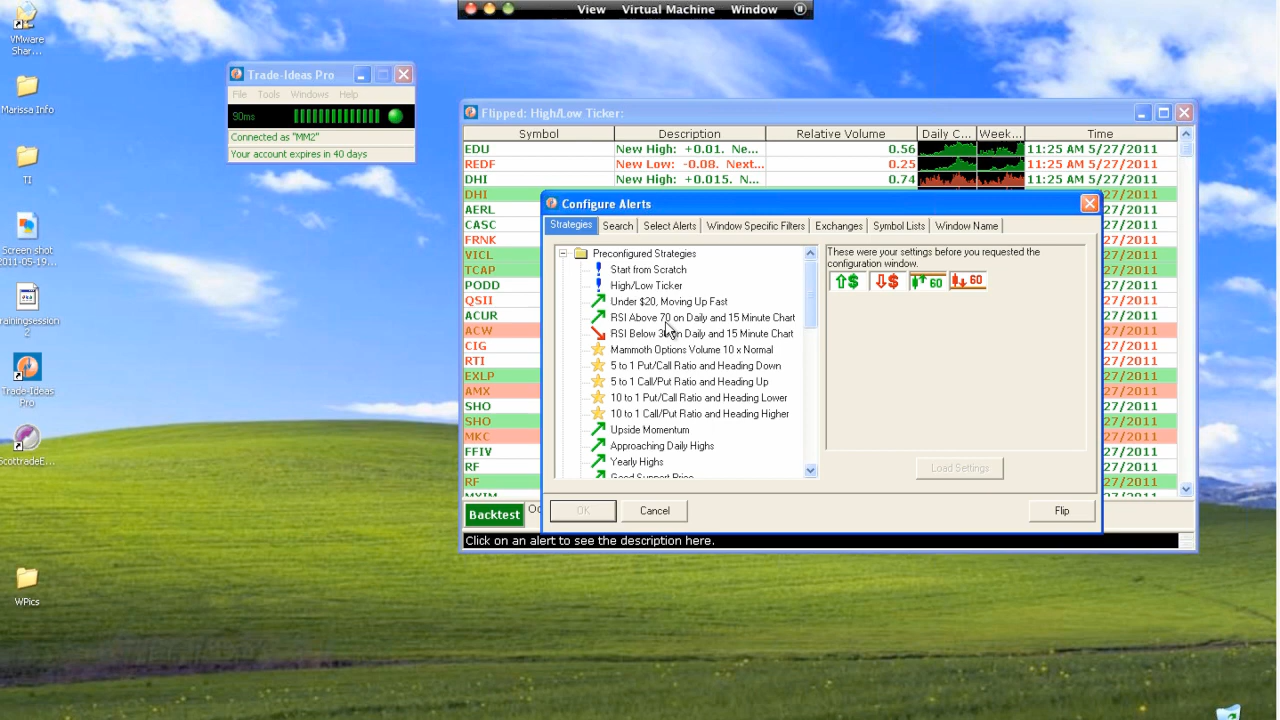 View Virtual Machine Window
VMware
Shar...
Marissa Info
TI
Screen shot
2011-05-19...
rainingsession
2
Trade-Ideas
Pro
ScottradeE...
WPics
Trade-Ideas Pro
File Tools Windows Help
90ms
Connected as "MM2"
Your account expires in 40 days
Flipped: High/Low Ticker:
Symbol Description Relative Volume Daily C... Week... Time
EDU New High: +0.01. Ne... 0.56 11:25 AM 5/27/2011
REDF New Low: -0.08. Next... 0.25 11:25 AM 5/27/2011
DHI New High: +0.015. N... 0.74 11:25 AM 5/27/2011
DHI
AERL 27/2011
CASC 27/2011
FRNK 27/2011
VICL 27/2011
TCAP 27/2011
PODD 27/2011
QSII 27/2011
ACUR 27/2011
ACW 27/2011
CIG 27/2011
RTI 27/2011
EXLP 27/2011
AMX 27/2011
SHO 27/2011
SHO 27/2011
MKC 27/2011
FFIV 27/2011
RF 27/2011
RF 27/2011
Backtest
Click on an alert to see the description here.
Configure Alerts
Strategies Search Select Alerts Window Specific Filters Exchanges Symbol Lists Window Name
Preconfigured Strategies
Start from Scratch
High/Low Ticker
Under $20, Moving Up Fast
RSI Above 70 on Daily and 15 Minute Chart
RSI Below on Daily and 15 Minute Chart
Mammoth Options Volume 10 x Normal
5 to 1 Put/Call Ratio and Heading Down
5 to 1 Call/Put Ratio and Heading Up
10 to 1 Put/Call Ratio and Heading Lower
10 to 1 Call/Put Ratio and Heading Higher
Upside Momentum
Approaching Daily Highs
Yearly Highs
Good Support Price
These were your settings before you requested the
configuration window.
$ $ 60 60
Load Settings
OK Cancel Flip